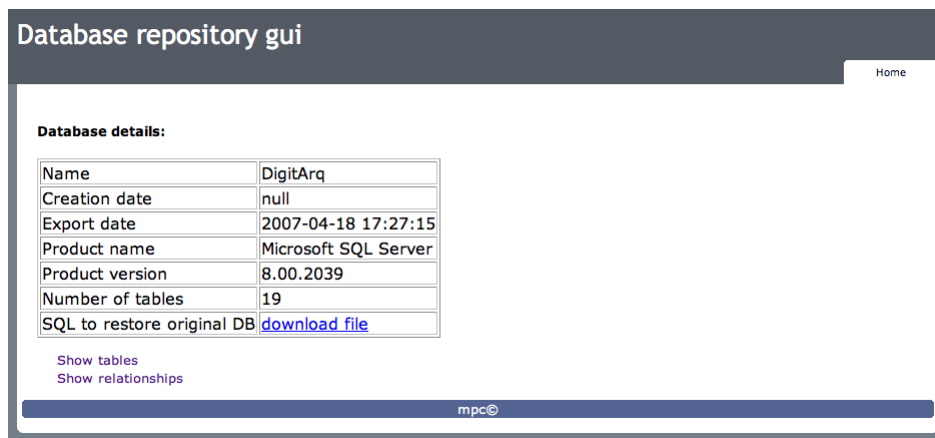 Database repository gui
Home
Database details:
Name DigitArq
Creation date null
Export date 2007-04-18 17:27:15
Product name Microsoft SQL Server
Product version 8.00.2039
Number of tables 19
SQL to restore original DB download file
Show tables
Show relationships
mpc©